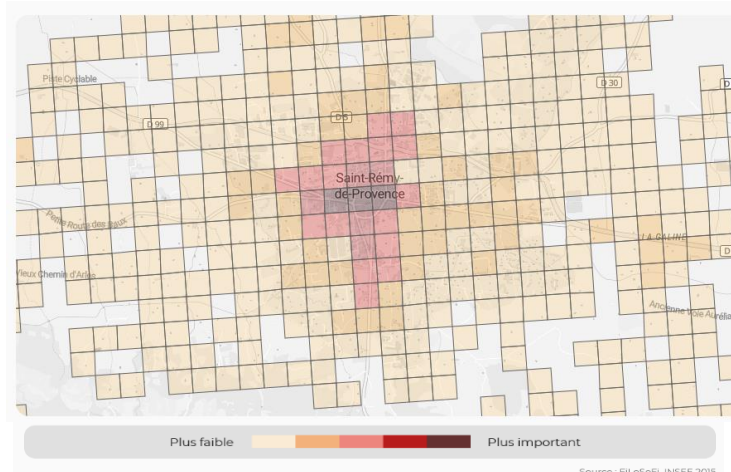 Piste Cyclable
D 30
D
D 99
D 5
Saint-Rémy-
de-Provence
Petite Route des Baux
LA GALINE
D
Vieux Chemin d'Arles
Ancienne Voie Aurélia
Plus faible
Plus important
Source : FiLoSoFi, INSEE 2015